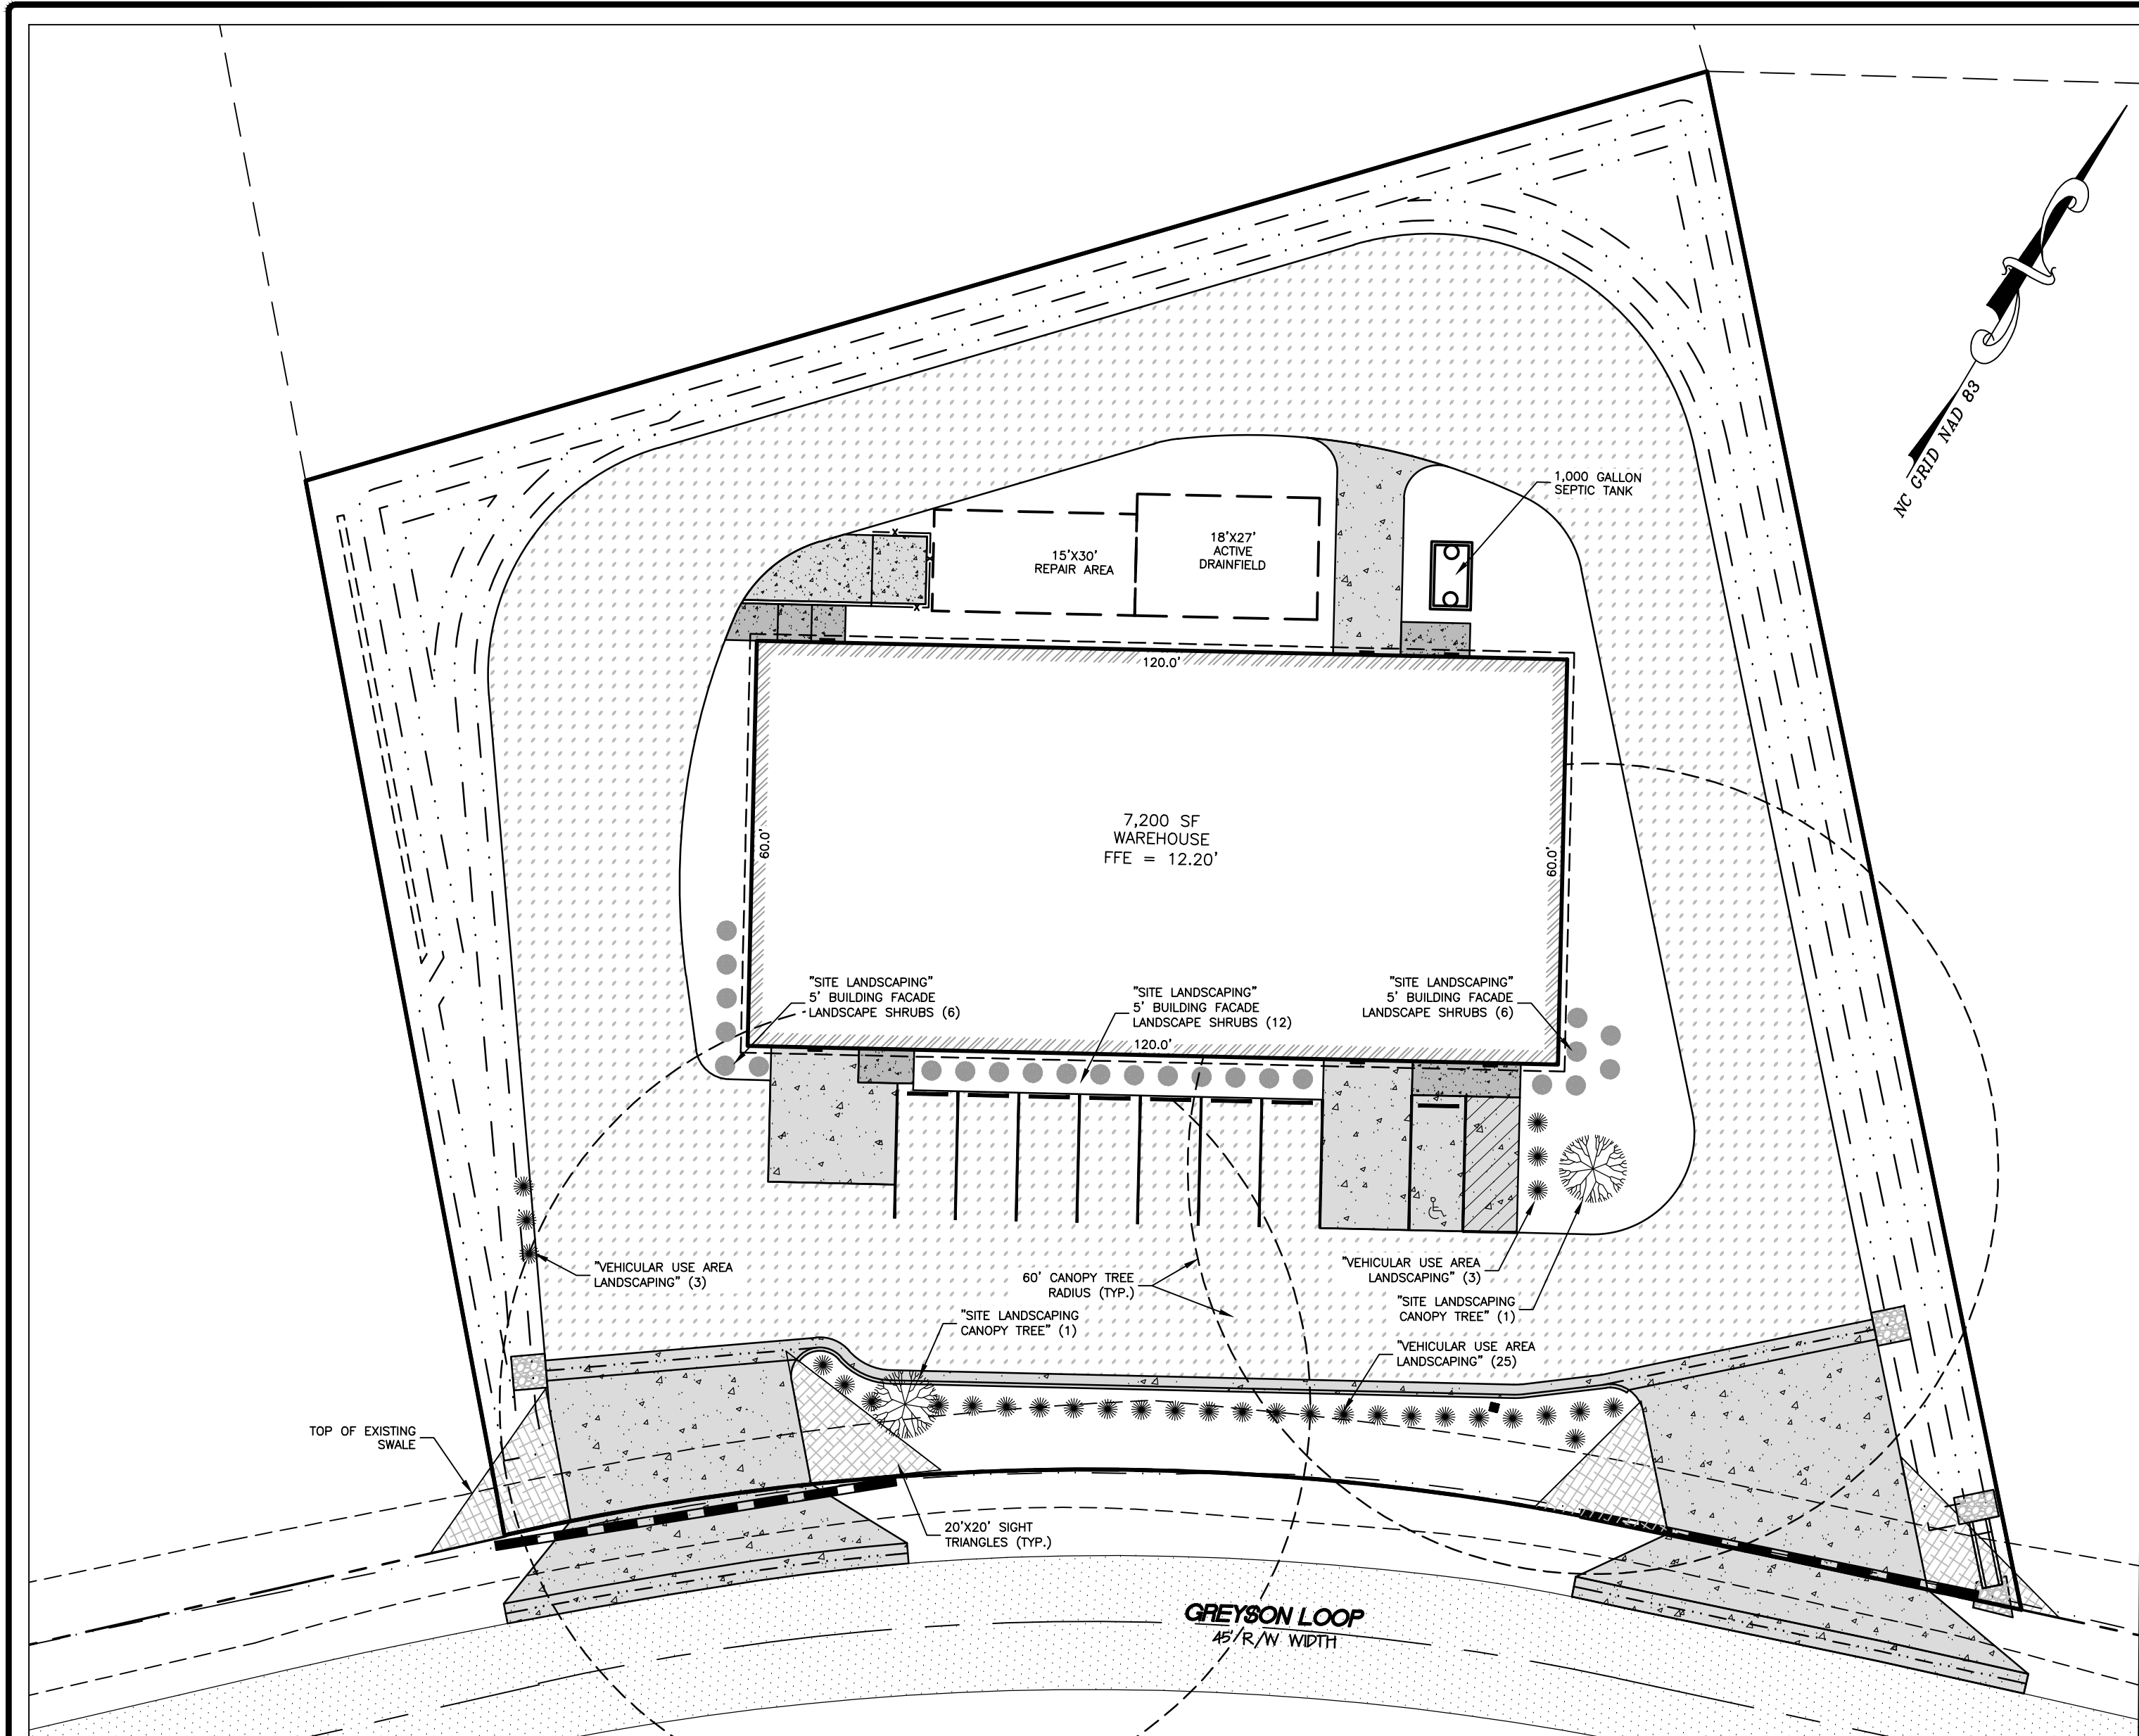 NC GRID NAD 83
1,000 GALLON
SEPTIC TANK
18'X27'
ACTIVE
DRAINFIELD
15'X30'
REPAIR AREA
x
x
120.0'
60.0'
7,200 SF
WAREHOUSE
FFE = 12.20'
60.0'
"SITE LANDSCAPING"
5' BUILDING FACADE
LANDSCAPE SHRUBS (6)
"SITE LANDSCAPING"
5' BUILDING FACADE
LANDSCAPE SHRUBS (12)
"SITE LANDSCAPING"
5' BUILDING FACADE
LANDSCAPE SHRUBS (6)
120.0'
"VEHICULAR USE AREA
LANDSCAPING" (3)
60' CANOPY TREE
RADIUS (TYP.)
"VEHICULAR USE AREA
LANDSCAPING" (3)
"SITE LANDSCAPING
CANOPY TREE" (1)
"SITE LANDSCAPING
CANOPY TREE" (1)
"VEHICULAR USE AREA
LANDSCAPING" (25)
TOP OF EXISTING
SWALE
20'X20' SIGHT
TRIANGLES (TYP.)
GREYSON LOOP
45' R/W WIDTH